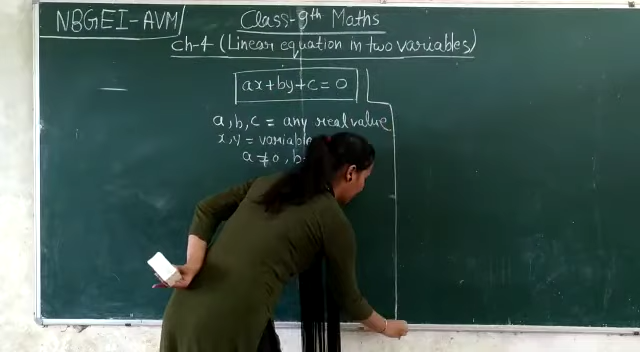 NBGEI-AVM/
Class-9th Maths
Ch-4 (Linear equation in two variables)
ax+by+c=0
a,b,c = any real value
x,y = variable
a≠0, b